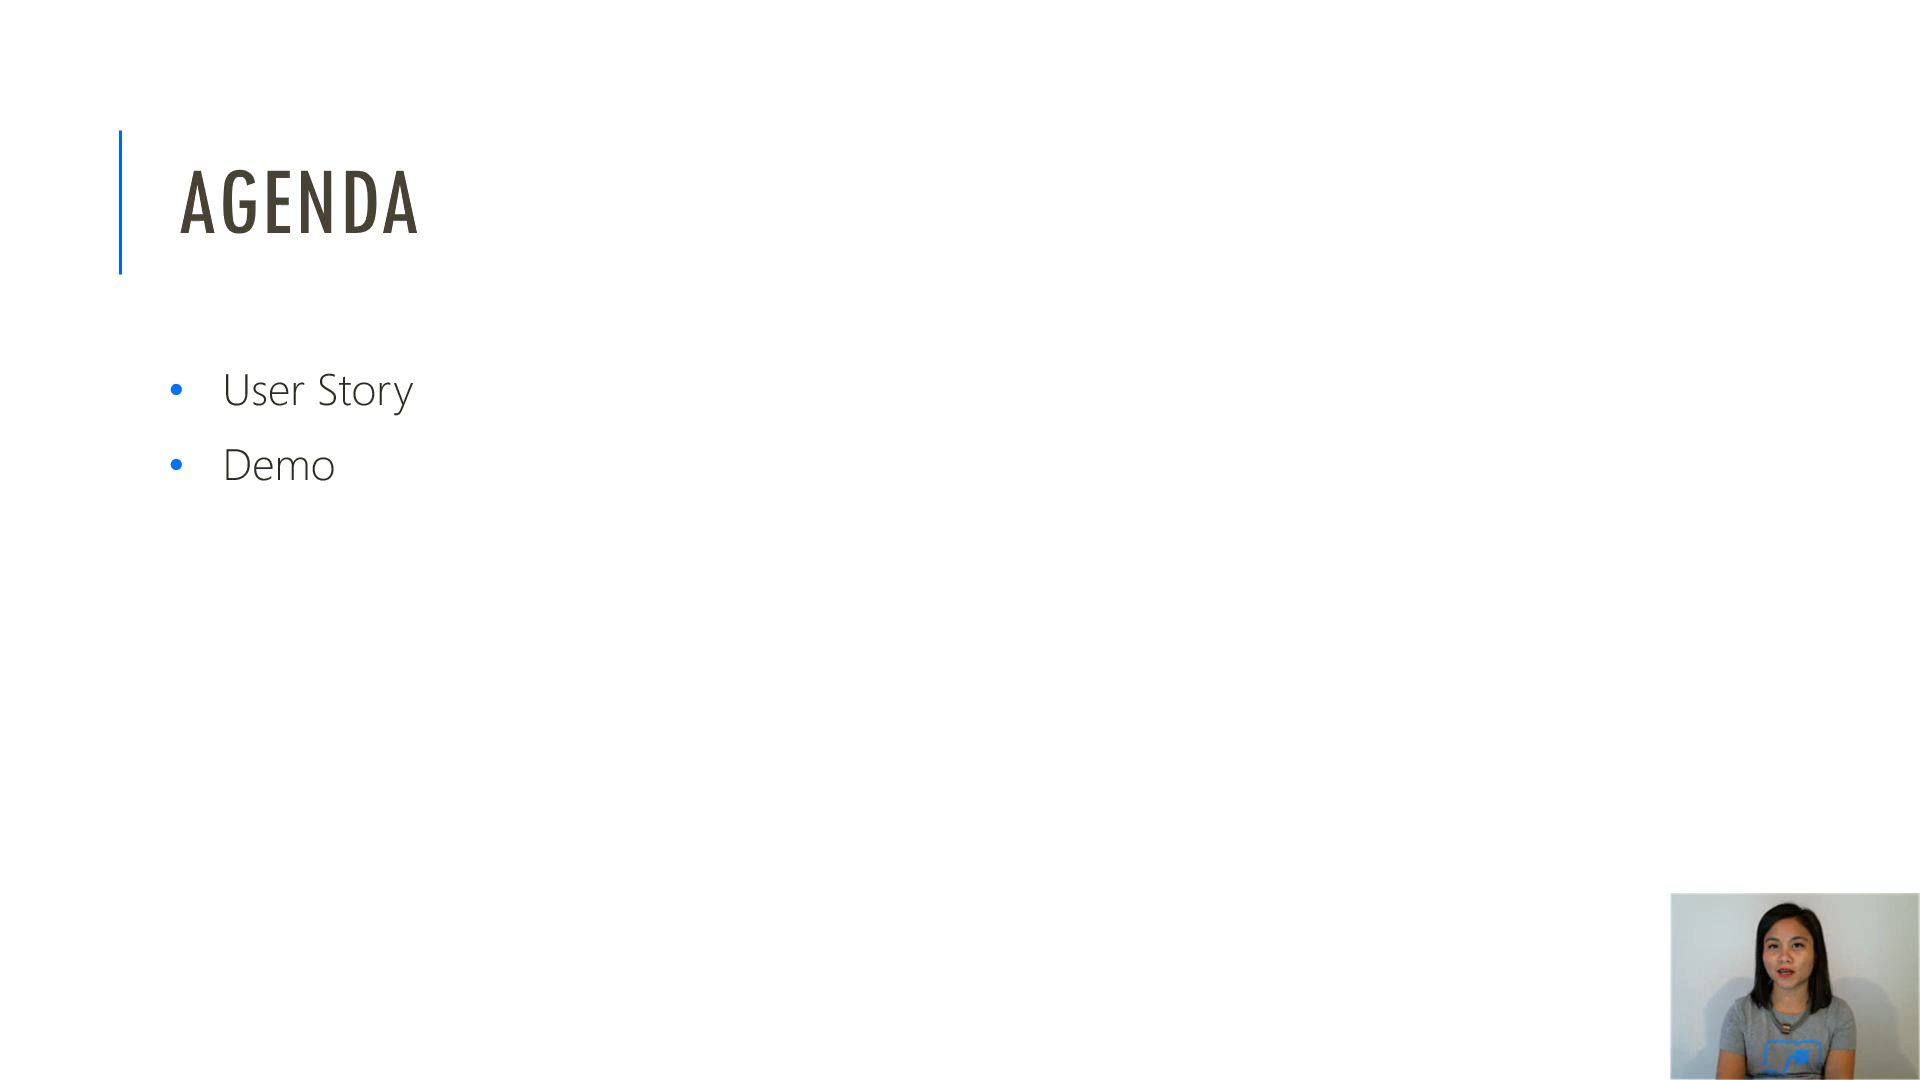 AGENDA
• User Story
• Demo